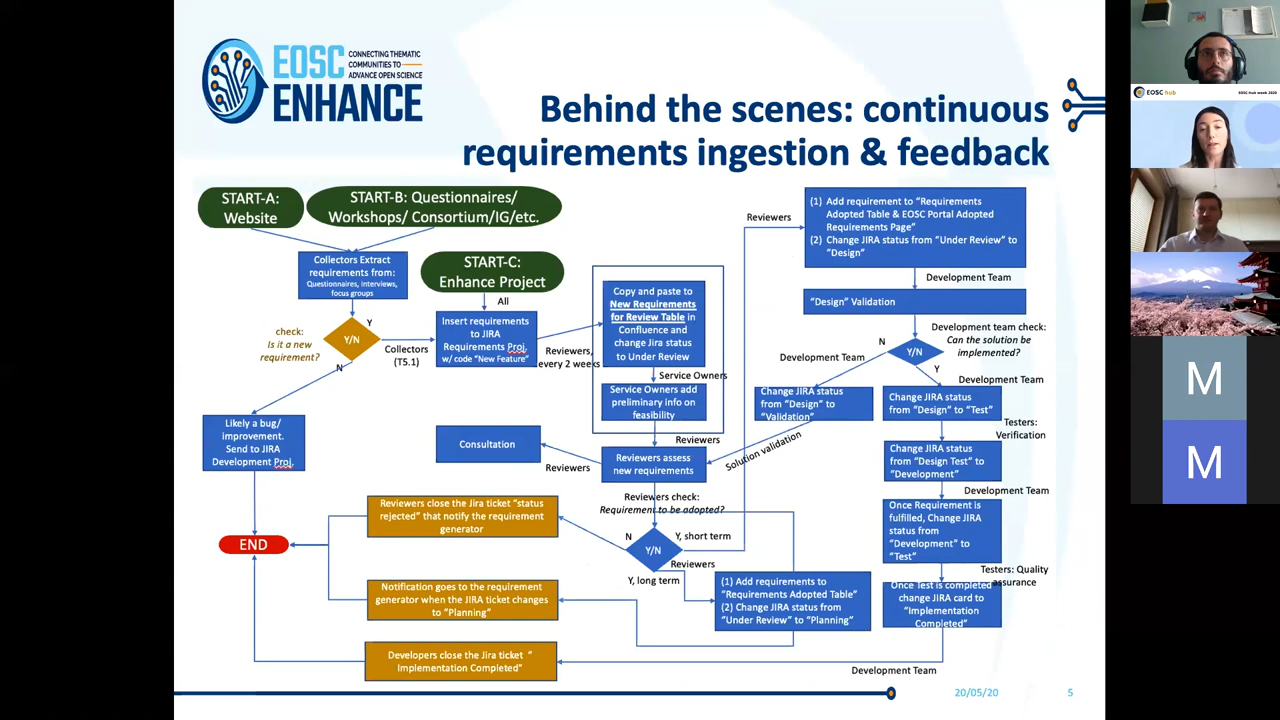 EOSC
CONNECTING THEMATIC
COMMUNITIES TO
ADVANCE OPEN SCIENCE
ENHANCE
Behind the scenes: continuous
requirements ingestion & feedback
START-A:
Website
START-B: Questionnaires/
Workshops/ Consortium/IG/etc.
Collectors Extract
requirements from:
Questionnaires, interviews,
focus groups
START-C:
Enhance Project
All
check:
Is it a new
requirement?
Y/N
Y
N
Collectors
(T5.1)
Insert requirements
to JIRA
Requirements Proj.
w/ code "New Feature"
Reviewers,
every 2 weeks
Copy and paste to
New Requirements
for Review Table in
Confluence and
change Jira status
to Under Review
Service Owners
Service Owners add
preliminary info on
feasibility
Reviewers
Reviewers assess
new requirements
Reviewers
Consultation
Likely a bug/
improvement.
Send to JIRA
Development Proj.
END
Reviewers check:
Requirement to be adopted?
Y/N
N
Y, short term
Reviewers
Y, long term
Reviewers close the Jira ticket "status
rejected" that notify the requirement
generator
Notification goes to the requirement
generator when the JIRA ticket changes
to "Planning"
Developers close the Jira ticket "
Implementation Completed"
(1) Add requirements to
"Requirements Adopted Table"
(2) Change JIRA status from
"Under Review" to "Planning"
Reviewers
(1) Add requirement to "Requirements
Adopted Table & EOSC Portal Adopted
Requirements Page"
(2) Change JIRA status from "Under Review" to
"Design"
Development Team
"Design" Validation
Development team check:
Can the solution be
implemented?
Y/N
N
Y
Development Team
Change JIRA status
from "Design" to
"Validation"
Solution validation
Development Team
Change JIRA status
from "Design" to "Test"
Testers:
Verification
Change JIRA status
from "Design Test" to
"Development"
Development Team
Once Requirement is
fulfilled, Change JIRA
status from
"Development" to
"Test"
Testers: Quality
assurance
Once Test is completed
change JIRA card to
"Implementation
Completed"
Development Team
20/05/20
5
EOSC hub
EOSC-hub week 2020
M
M